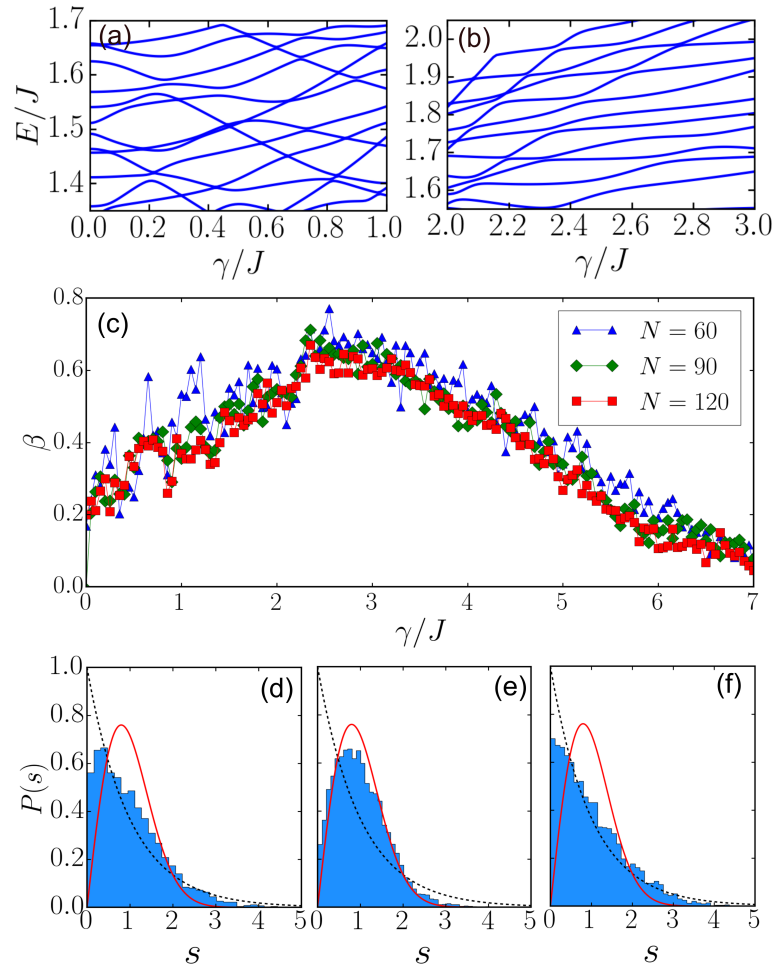 (a)
E/J
1.7
1.6
1.5
1.4
0.0 0.2 0.4 0.6 0.8 1.0
γ/J
(b)
2.0
1.9
1.8
1.7
1.6
2.0 2.2 2.4 2.6 2.8 3.0
γ/J
(c)
β
0.8
0.6
0.4
0.2
0.0
0 1 2 3 4 5 6 7
γ/J
N = 60
N = 90
N = 120
(d)
P(s)
1.0
0.8
0.6
0.4
0.2
0.0
0 1 2 3 4 5
s
(e)
1 2 3 4 5
s
(f)
1 2 3 4 5
s